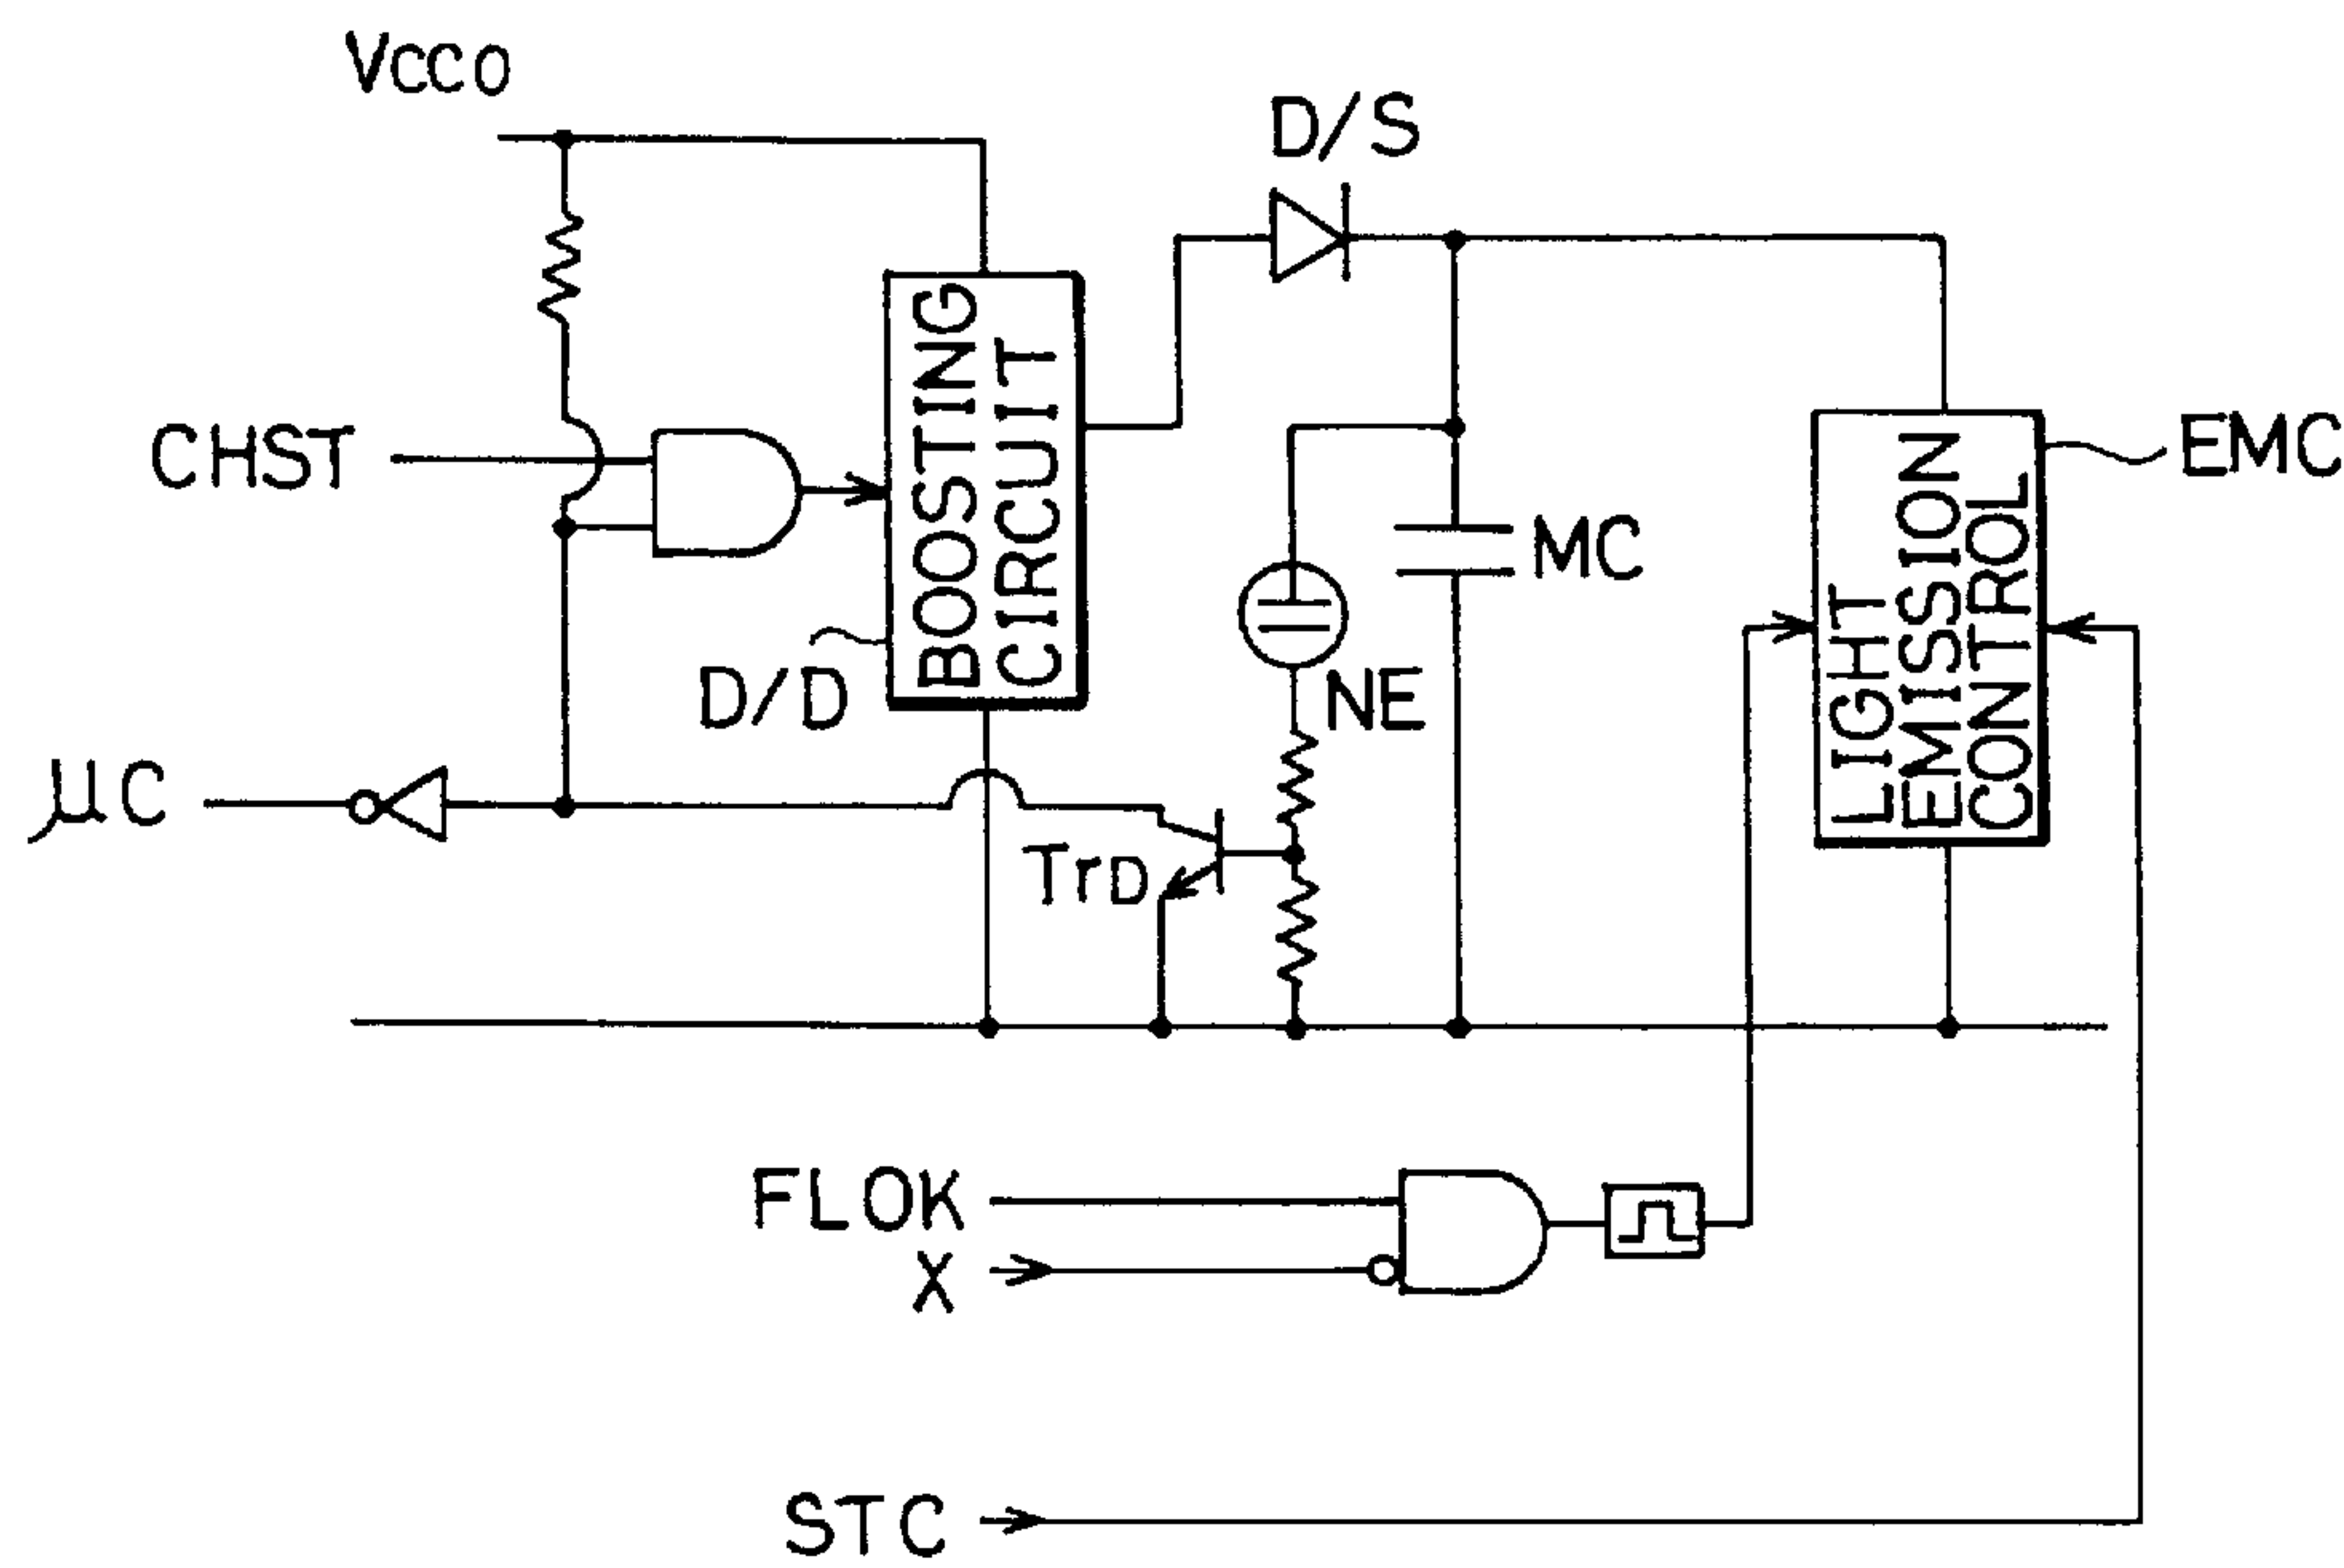 VCCO
D/S
CHST
BOOSTING
CIRCUIT
EMC
MC
LIGHT
EMISSION
CONTROL
D/D
NE
μC
TrD
FLOK
X
STC